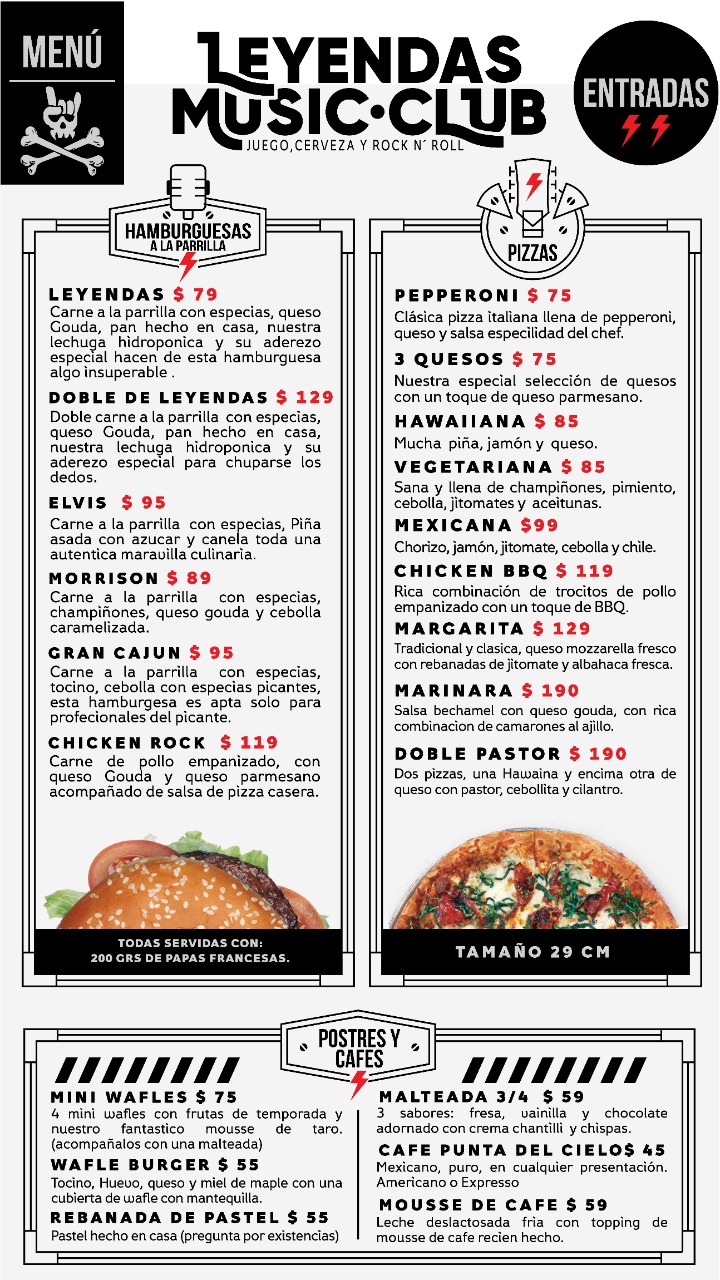 MENÚ
LEYENDAS
MUSIC·CLUB
JUEGO,CERVEZA Y ROCK N´ ROLL
ENTRADAS
HAMBURGUESAS
A LA PARRILLA
LEYENDAS $ 79
Carne a la parrilla con especias, queso
Gouda, pan hecho en casa, nuestra
lechuga hidroponica y su aderezo
especial hacen de esta hamburguesa
algo insuperable .
DOBLE DE LEYENDAS $ 129
Doble carne a la parrilla con especias,
queso Gouda, pan hecho en casa,
nuestra lechuga hidroponica y su
aderezo especial para chuparse los
dedos.
ELVIS $ 95
Carne a la parrilla con especias, Piña
asada con azucar y canela toda una
autentica maravilla culinaria.
MORRISON $ 89
Carne a la parrilla con especias,
champiñones, queso gouda y cebolla
caramelizada.
GRAN CAJUN $ 95
Carne a la parrilla con especias,
tocino, cebolla con especias picantes,
esta hamburgesa es apta solo para
profecionales del picante.
CHICKEN ROCK $ 119
Carne de pollo empanizado, con
queso Gouda y queso parmesano
acompañado de salsa de pizza casera.
TODAS SERVIDAS CON:
200 GRS DE PAPAS FRANCESAS.
PIZZAS
PEPPERONI $ 75
Clásica pizza italiana llena de pepperoni,
queso y salsa especilidad del chef.
3 QUESOS $ 75
Nuestra especial selección de quesos
con un toque de queso parmesano.
HAWAIIANA $ 85
Mucha piña, jamón y queso.
VEGETARIANA $ 85
Sana y llena de champiñones, pimiento,
cebolla, jitomates y aceitunas.
MEXICANA $99
Chorizo, jamón, jitomate, cebolla y chile.
CHICKEN BBQ $ 119
Rica combinación de trocitos de pollo
empanizado con un toque de BBQ.
MARGARITA $ 129
Tradicional y clasica, queso mozzarella fresco
con rebanadas de jitomate y albahaca fresca.
MARINARA $ 190
Salsa bechamel con queso gouda, con rica
combinacion de camarones al ajillo.
DOBLE PASTOR $ 190
Dos pizzas, una Hawaina y encima otra de
queso con pastor, cebollita y cilantro.
TAMAÑO 29 CM
POSTRES Y
CAFES
MINI WAFLES $ 75
4 mini wafles con frutas de temporada y
nuestro fantastico mousse de taro.
(acompañalos con una malteada)
WAFLE BURGER $ 55
Tocino, Huevo, queso y miel de maple con una
cubierta de wafle con mantequilla.
REBANADA DE PASTEL $ 55
Pastel hecho en casa (pregunta por existencias)
MALTEADA 3/4 $ 59
3 sabores: fresa, vainilla y chocolate
adornado con crema chantilli y chispas.
CAFE PUNTA DEL CIELO$ 45
Mexicano, puro, en cualquier presentación.
Americano o Expresso
MOUSSE DE CAFE $ 59
Leche deslactosada fria con topping de
mousse de cafe recien hecho.